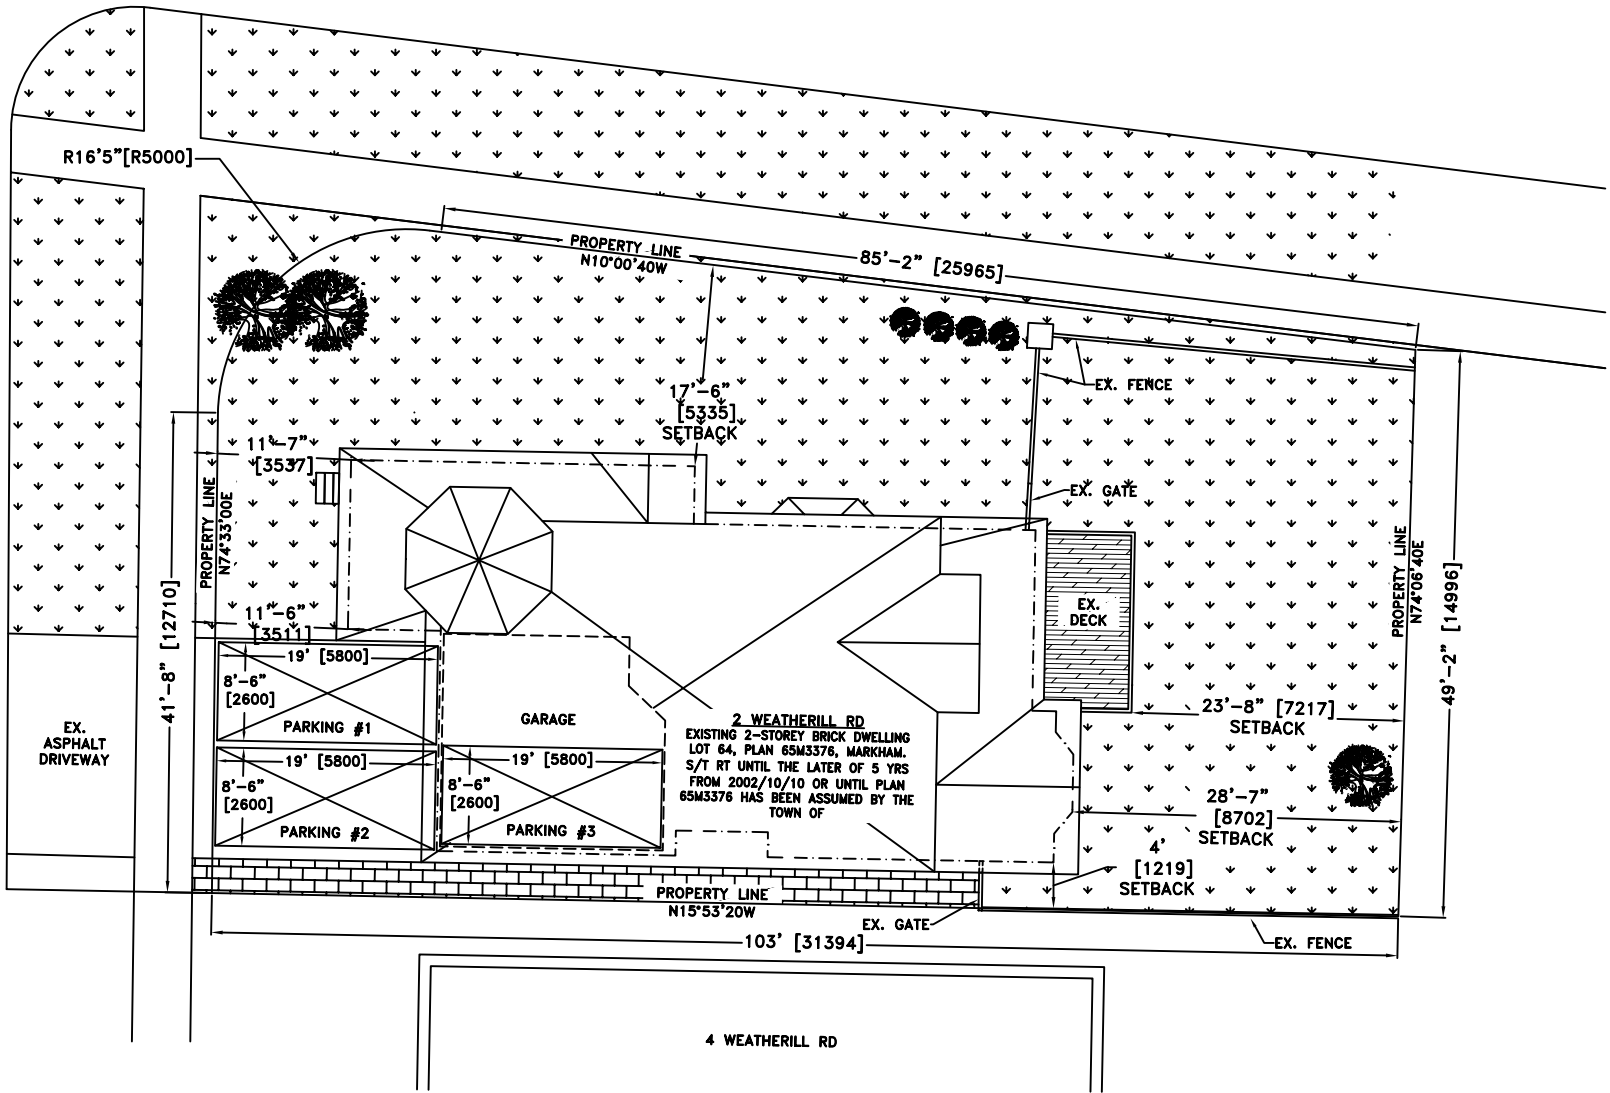 R16'5"[R5000]
PROPERTY LINE
N10°00'40W
85'-2" [25965]
17'-6"
[5335]
SETBACK
EX. FENCE
EX. GATE
11'-7"
[3537]
PROPERTY LINE
N74°33'00E
41'-8" [12710]
11'-6"
[3511]
19' [5800]
8'-6"
[2600]
PARKING #1
19' [5800]
8'-6"
[2600]
PARKING #2
EX.
ASPHALT
DRIVEWAY
GARAGE
19' [5800]
8'-6"
[2600]
PARKING #3
2 WEATHERILL RD
EXISTING 2-STOREY BRICK DWELLING
LOT 64, PLAN 65M3376, MARKHAM.
S/T RT UNTIL THE LATER OF 5 YRS
FROM 2002/10/10 OR UNTIL PLAN
65M3376 HAS BEEN ASSUMED BY THE
TOWN OF
EX.
DECK
PROPERTY LINE
N74°06'40E
49'-2" [14996]
23'-8" [7217]
SETBACK
28'-7"
[8702]
SETBACK
4'
[1219]
SETBACK
PROPERTY LINE
N15°53'20W
EX. GATE
103' [31394]
EX. FENCE
4 WEATHERILL RD